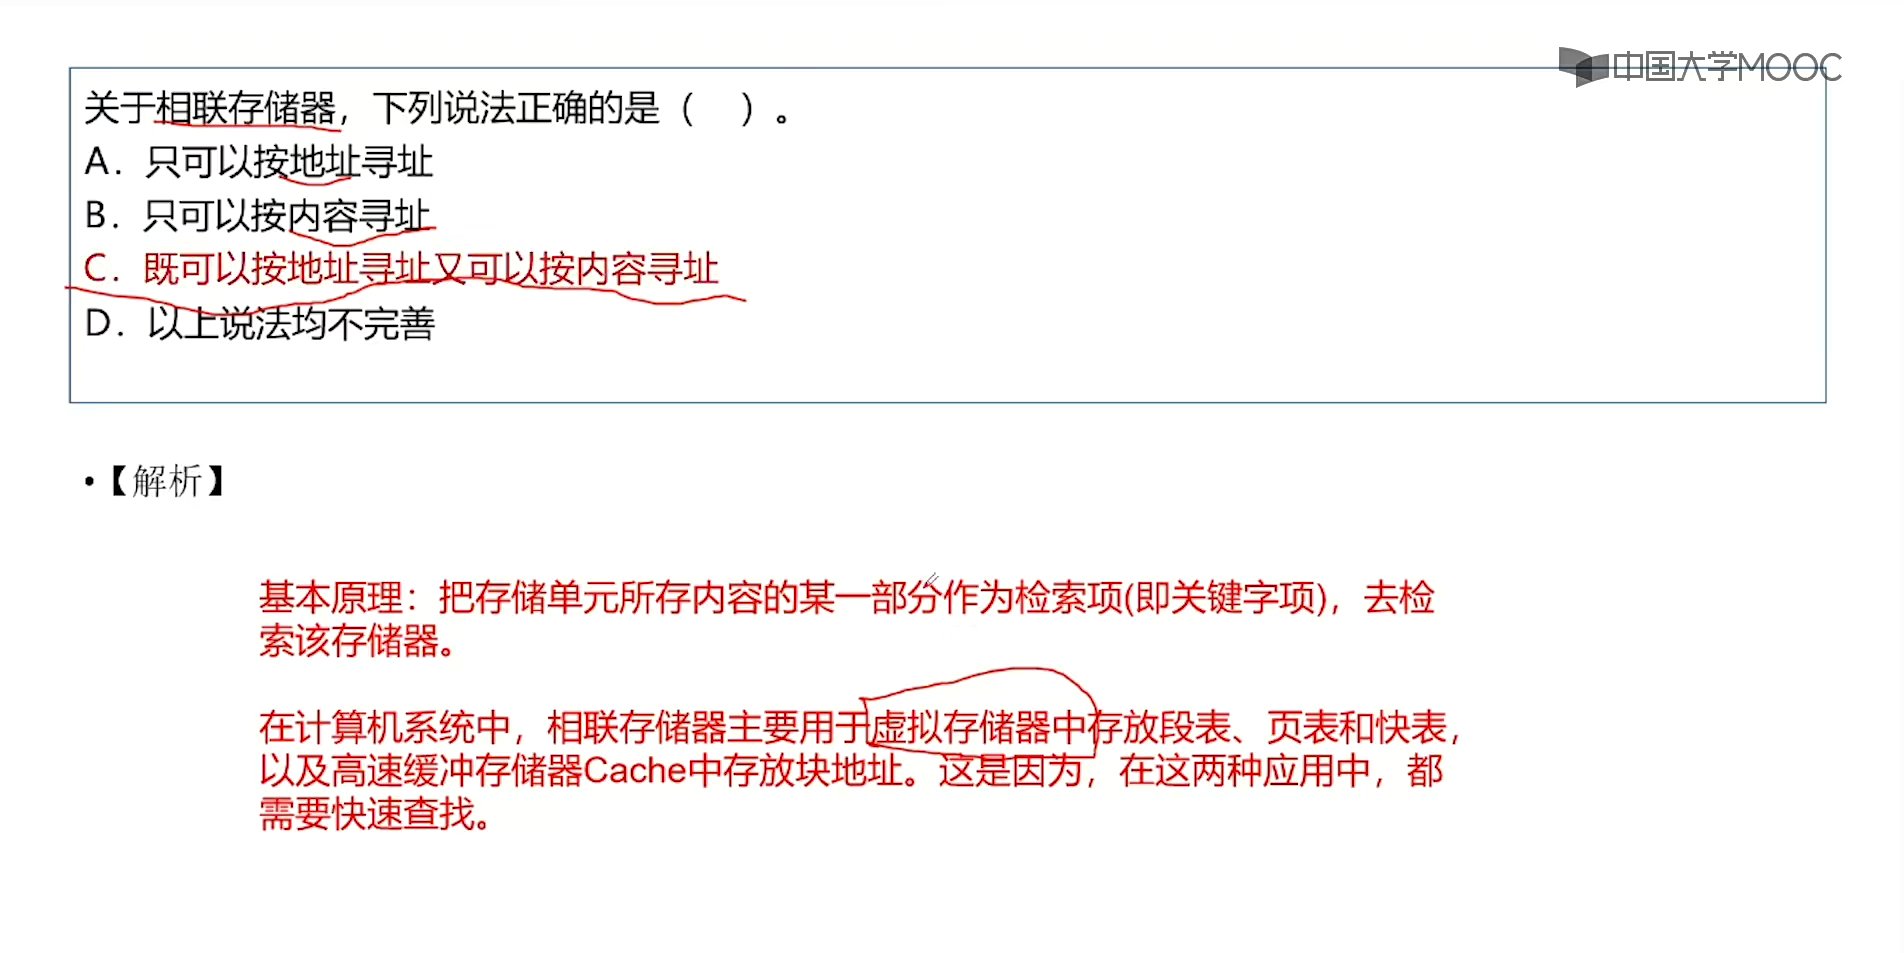 中国大学MOOC
关于相联存储器，下列说法正确的是（　）。
A．只可以按地址寻址
B．只可以按内容寻址
C．既可以按地址寻址又可以按内容寻址
D．以上说法均不完善
•【解析】
基本原理：把存储单元所存内容的某一部分作为检索项(即关键字项)，去检
索该存储器。
在计算机系统中，相联存储器主要用于虚拟存储器中存放段表、页表和快表，
以及高速缓冲存储器Cache中存放块地址。这是因为，在这两种应用中，都
需要快速查找。